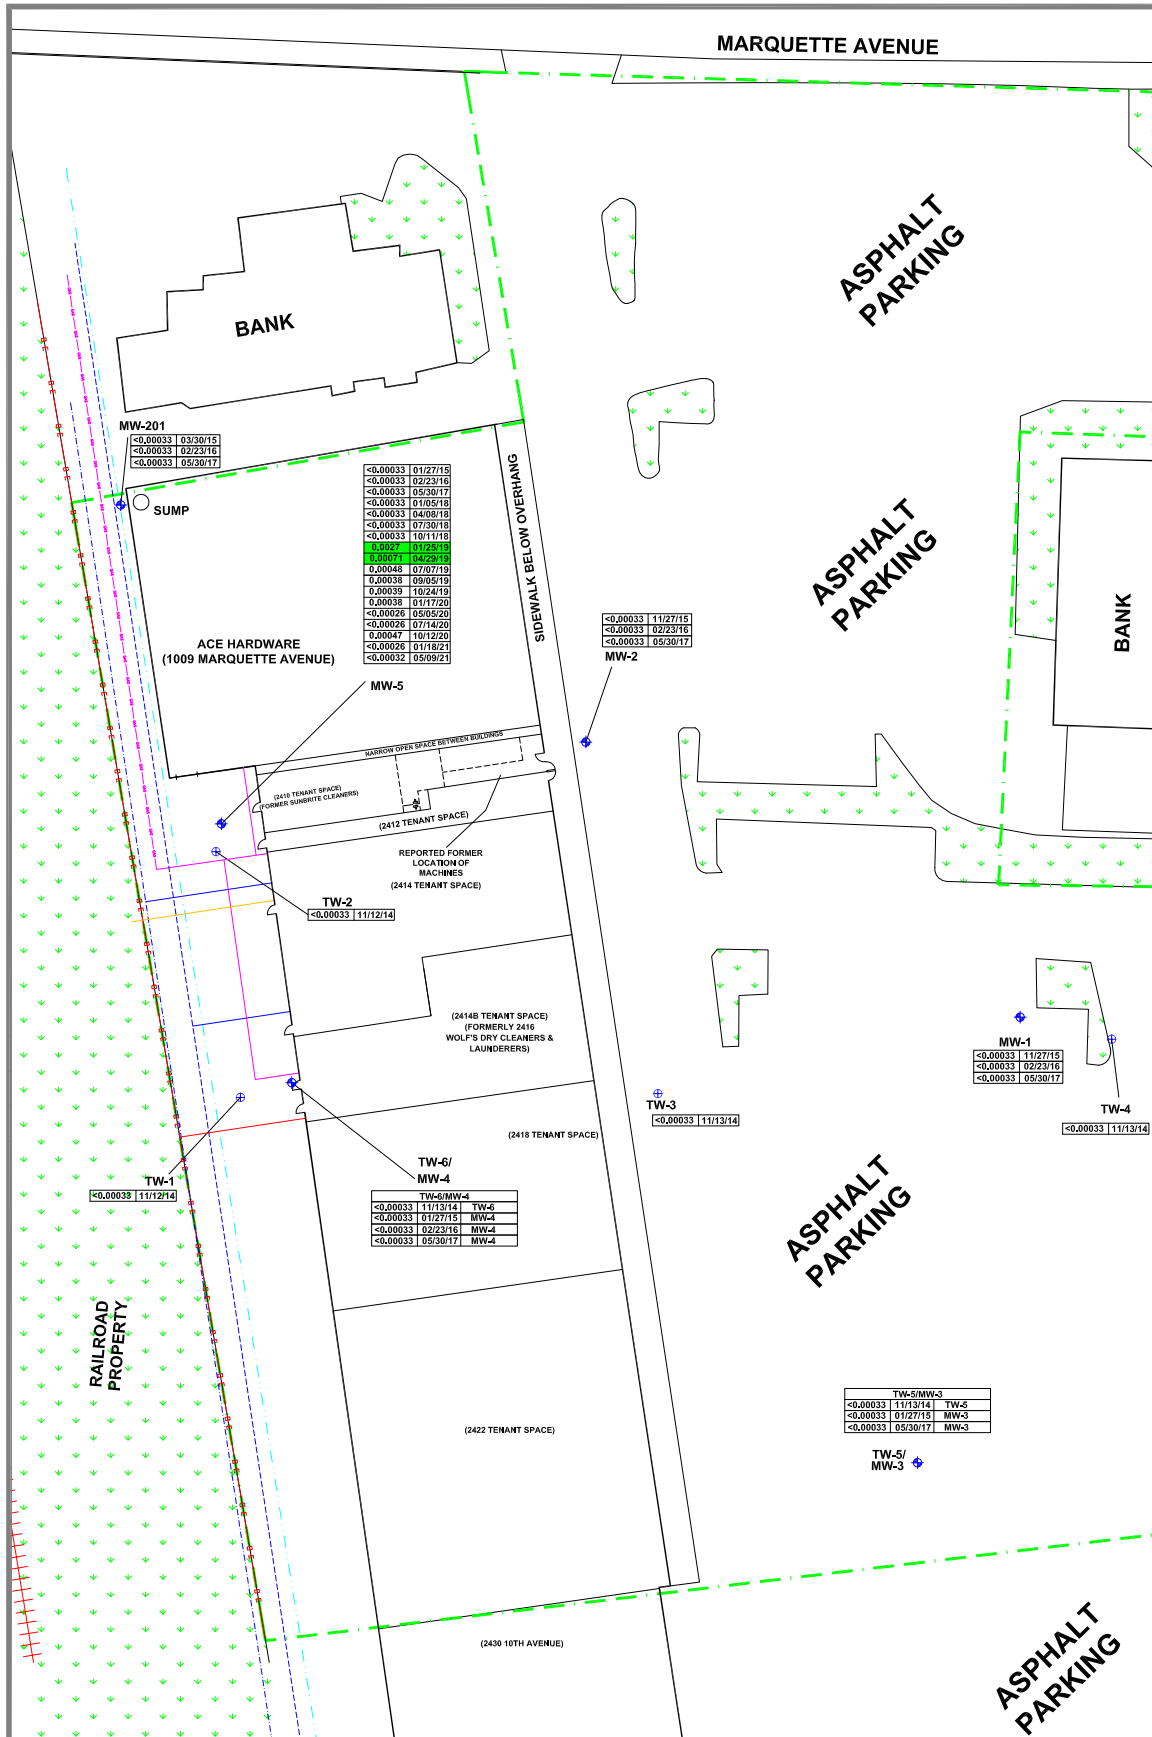 MARQUETTE AVENUE
ASPHALT
PARKING
BANK
MW-201
<0.00033 03/30/15
<0.00033 02/23/16
<0.00033 05/30/17
SUMP
<0.00033 01/27/15
<0.00033 02/23/16
<0.00033 05/30/17
<0.00033 01/05/18
<0.00033 04/08/18
<0.00033 07/30/18
<0.00033 10/11/18
0.0027 01/25/19
0.00071 04/29/19
0.00048 07/07/19
0.00038 09/05/19
0.00039 10/24/19
0.00038 01/17/20
<0.00026 05/05/20
<0.00026 07/14/20
0.00047 10/12/20
<0.00026 01/18/21
<0.00032 05/09/21
SIDEWALK BELOW OVERHANG
ASPHALT
PARKING
BANK
<0.00033 11/27/15
<0.00033 02/23/16
<0.00033 05/30/17
MW-2
ACE HARDWARE
(1009 MARQUETTE AVENUE)
MW-5
NARROW OPEN SPACE BETWEEN BUILDINGS
(2410 TENANT SPACE)
(FORMER SUNBRITE CLEANERS)
(2412 TENANT SPACE)
REPORTED FORMER
LOCATION OF
MACHINES
(2414 TENANT SPACE)
TW-2
<0.00033 11/12/14
(2414B TENANT SPACE)
(FORMERLY 2416
WOLF'S DRY CLEANERS &
LAUNDERERS)
MW-1
<0.00033 11/27/15
<0.00033 02/23/16
<0.00033 05/30/17
TW-3
<0.00033 11/13/14
TW-4
<0.00033 11/13/14
(2418 TENANT SPACE)
TW-6/
MW-4
TW-6/MW-4
<0.00033 11/13/14 TW-6
<0.00033 01/27/15 MW-4
<0.00033 02/23/16 MW-4
<0.00033 05/30/17 MW-4
TW-1
<0.00033 11/12/14
ASPHALT
PARKING
RAILROAD
PROPERTY
TW-5/MW-3
<0.00033 11/13/14 TW-5
<0.00033 01/27/15 MW-3
<0.00033 05/30/17 MW-3
TW-5/
MW-3
(2422 TENANT SPACE)
(2430 10TH AVENUE)
ASPHALT
PARKING